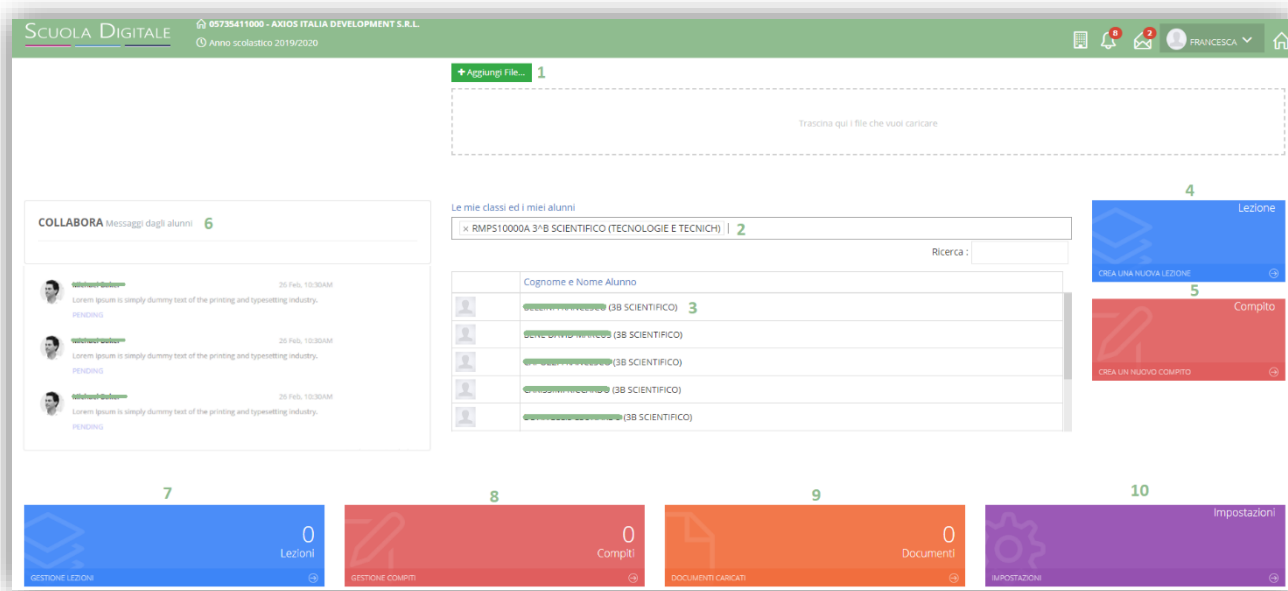 SCUOLA DIGITALE
05735411000 - AXIOS ITALIA DEVELOPMENT S.R.L.
Anno scolastico 2019/2020
8
2
FRANCESCA
+ Aggiungi File... 1
Trascina qui i file che vuoi caricare
COLLABORA Messaggi dagli alunni 6
26 Feb, 10:30AM
Lorem Ipsum is simply dummy text of the printing and typesetting industry.
PENDING
26 Feb, 10:30AM
Lorem Ipsum is simply dummy text of the printing and typesetting industry.
PENDING
26 Feb, 10:30AM
Lorem Ipsum is simply dummy text of the printing and typesetting industry.
PENDING
Le mie classi ed i miei alunni
× RMPS10000A 3^B SCIENTIFICO (TECNOLOGIE E TECNICH) 2
Ricerca :
Cognome e Nome Alunno
(3B SCIENTIFICO) 3
(3B SCIENTIFICO)
(3B SCIENTIFICO)
(3B SCIENTIFICO)
(3B SCIENTIFICO)
4
Lezione
CREA UNA NUOVA LEZIONE
5
Compito
CREA UN NUOVO COMPITO
7
0
Lezioni
GESTIONE LEZIONI
8
0
Compiti
GESTIONE COMPITI
9
0
Documenti
DOCUMENTI CARICATI
10
Impostazioni
IMPOSTAZIONI